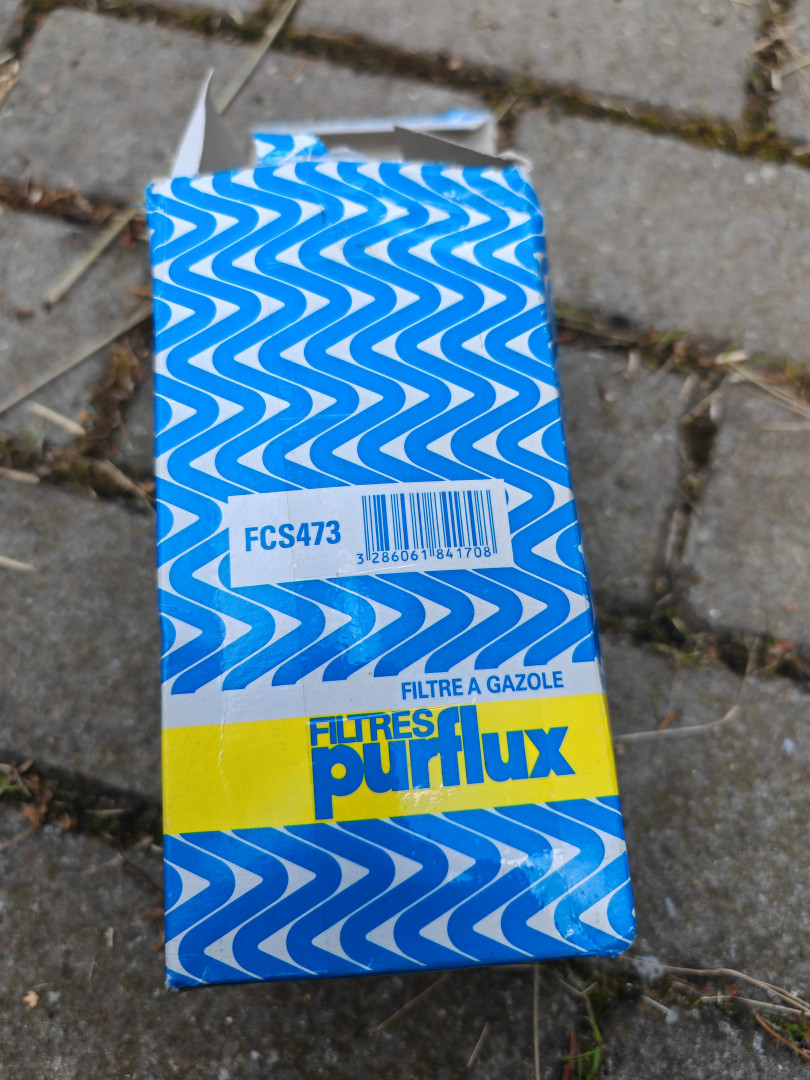 FCS473
3 286061 841708
FILTRE A GAZOLE
FILTRES
purflux